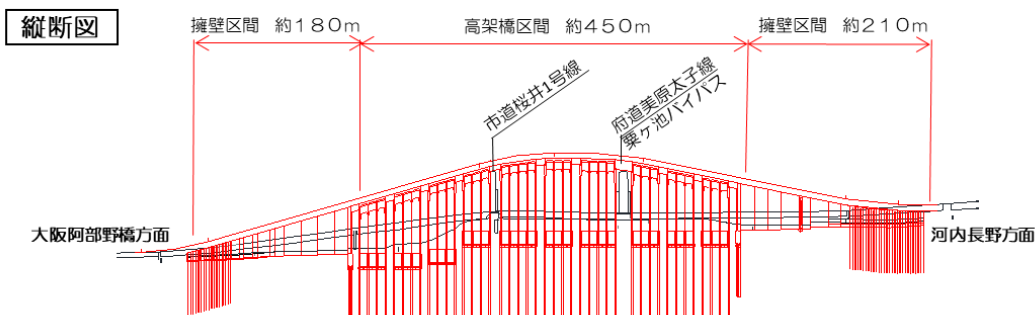 縦断図
擁壁区間 約180m
高架橋区間 約450m
擁壁区間 約210m
市道桜井1号線
府道美原太子線
粟ヶ池バイパス
大阪阿部野橋方面
河内長野方面